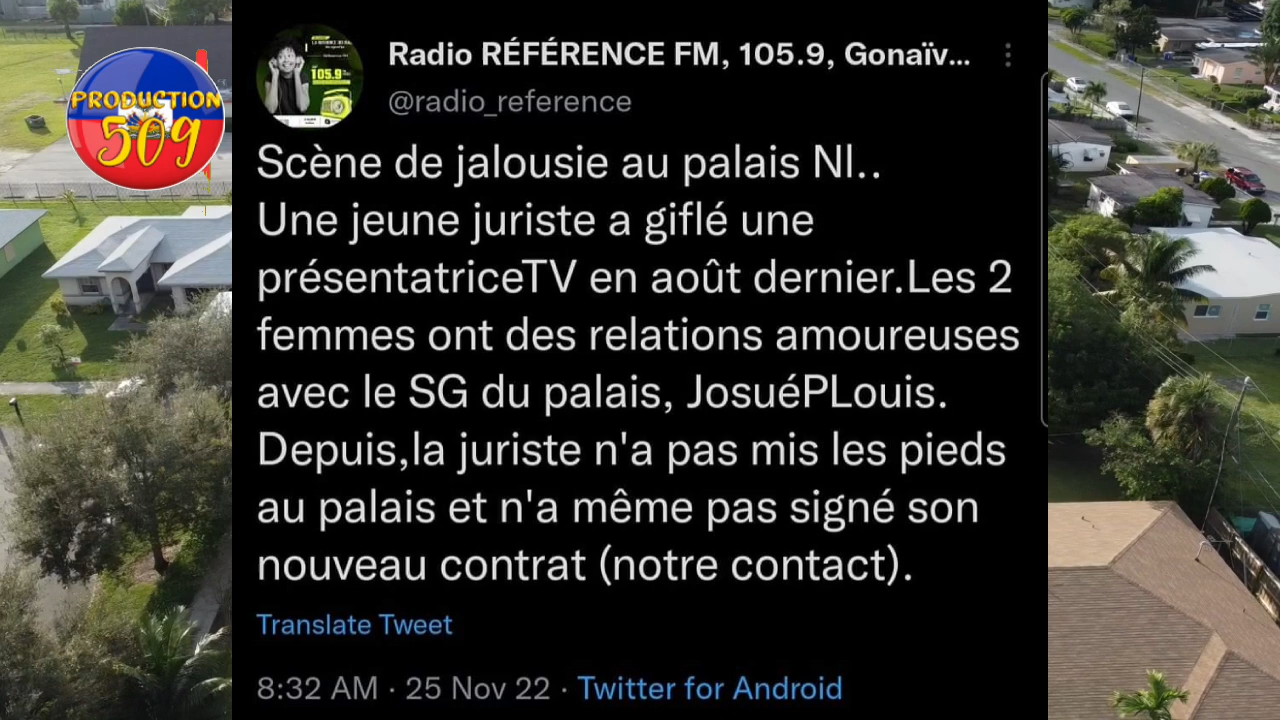 PRODUCTION
509
Radio RÉFÉRENCE FM, 105.9, Gonaïv...
@radio_reference
105.9
Scène de jalousie au palais Nl..
Une jeune juriste a giflé une
présentatriceTV en août dernier.Les 2
femmes ont des relations amoureuses
avec le SG du palais, JosuéPLouis.
Depuis,la juriste n'a pas mis les pieds
au palais et n'a même pas signé son
nouveau contrat (notre contact).
Translate Tweet
8:32 AM · 25 Nov 22 · Twitter for Android